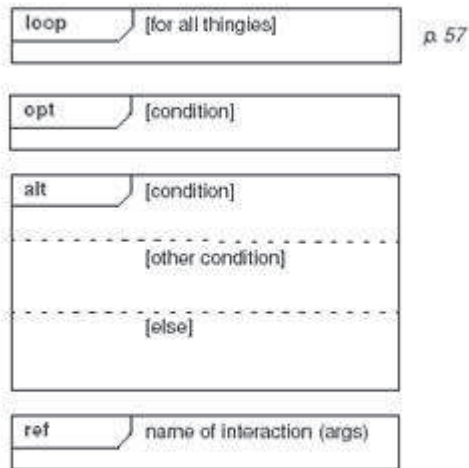 loop [for all thingies] p. 57
opt [condition]
alt [condition]
[other condition]
[else]
ref name of interaction (args)